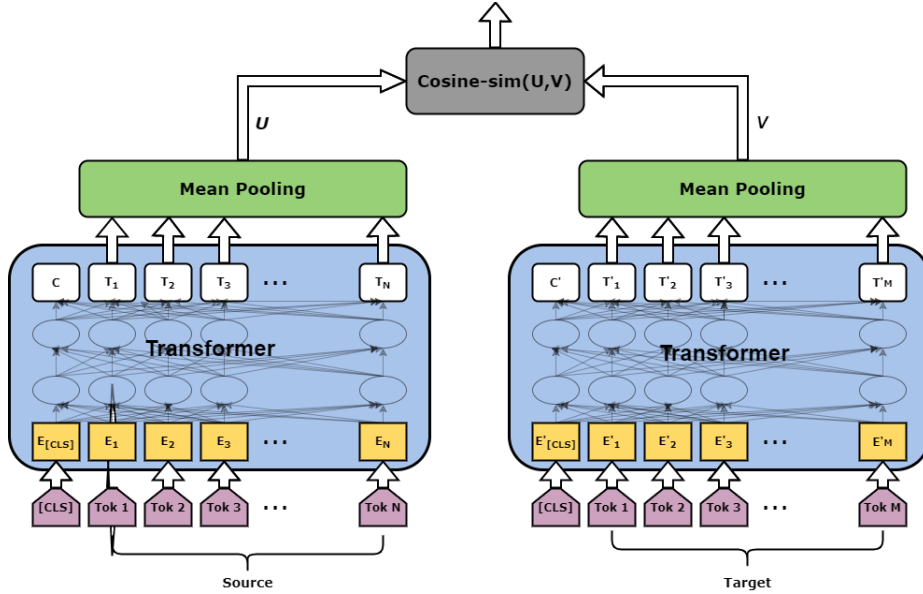 Cosine-sim(U,V)
U
V
Mean Pooling
Mean Pooling
C T1 T2 T3 ... TN
C' T'1 T'2 T'3 ... T'M
Transformer
Transformer
E[CLS] E1 E2 E3 ... EN
E'[CLS] E'1 E'2 E'3 ... E'M
[CLS] Tok 1 Tok 2 Tok 3 ... Tok N
[CLS] Tok 1 Tok 2 Tok 3 ... Tok M
Source
Target